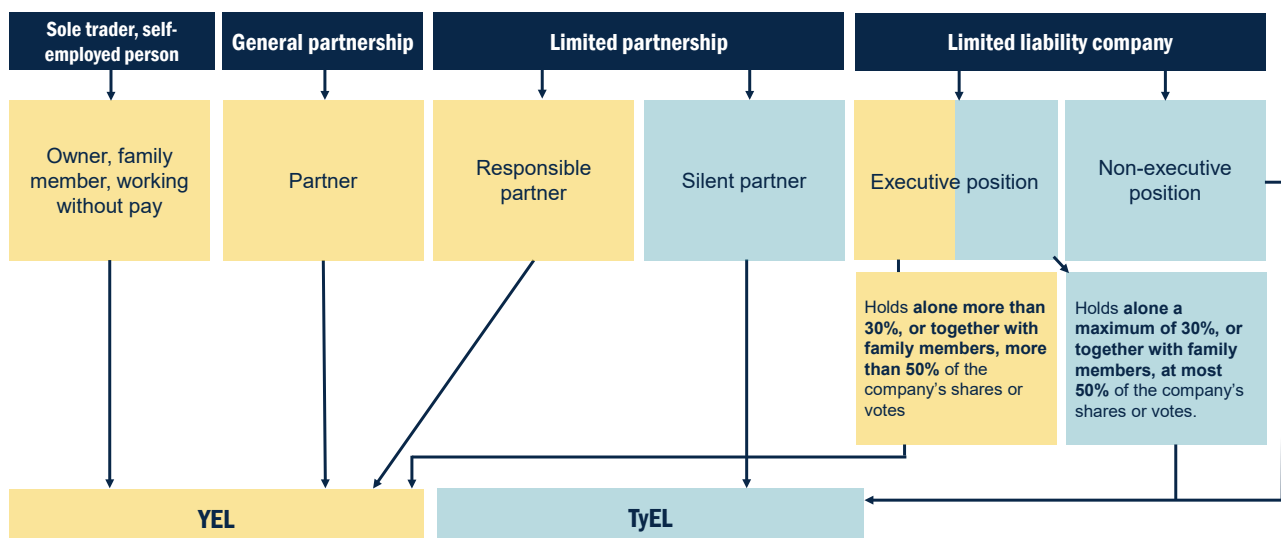 Sole trader, self-
employed person
General partnership
Limited partnership
Limited liability company
Owner, family
member, working
without pay
Partner
Responsible
partner
Silent partner
Executive position
Non-executive
position
Holds alone more than
30%, or together with
family members, more
than 50% of the
company's shares or
votes
Holds alone a
maximum of 30%, or
together with family
members, at most
50% of the company's
shares or votes.
YEL
TyEL